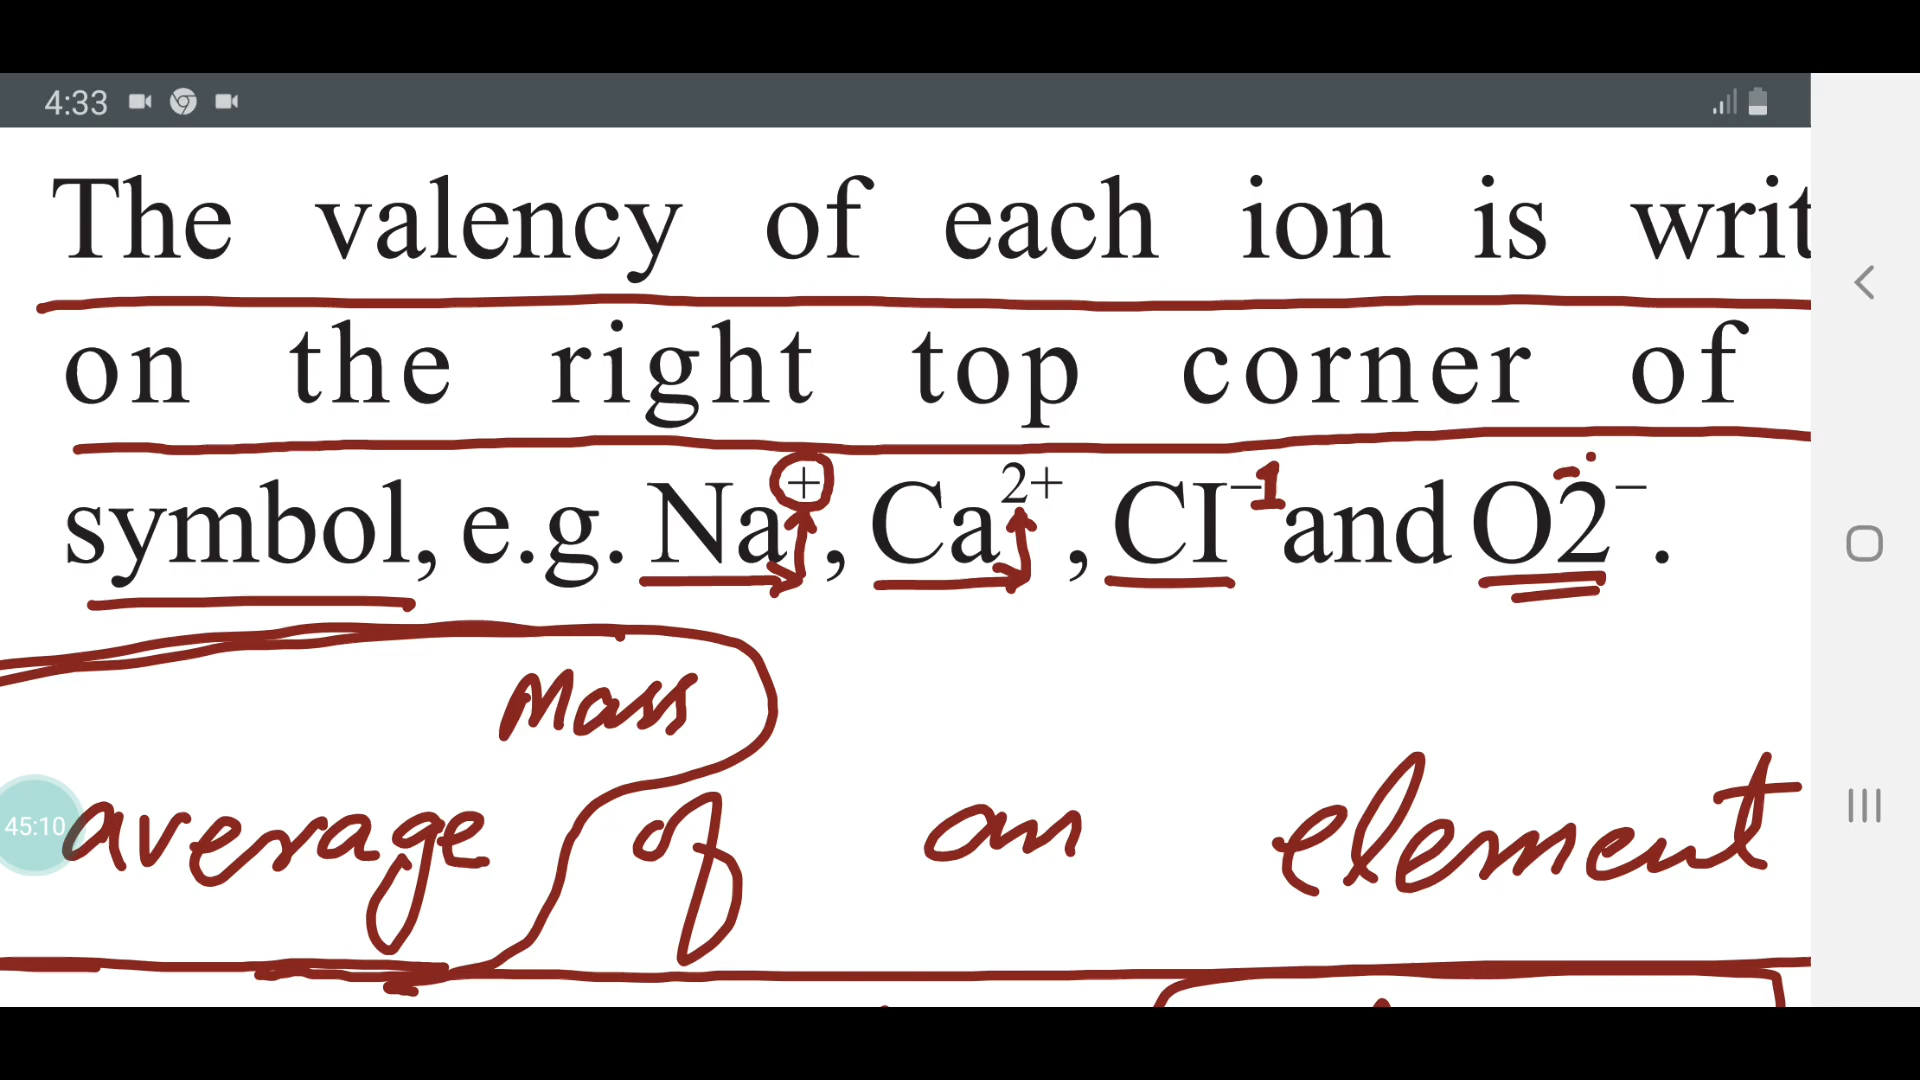 4:33
The valency of each ion is writ
on the right top corner of
symbol, e.g. Na⁺, Ca²⁺, CI⁻¹ and O2⁻.
Mass
45:10 average of an element